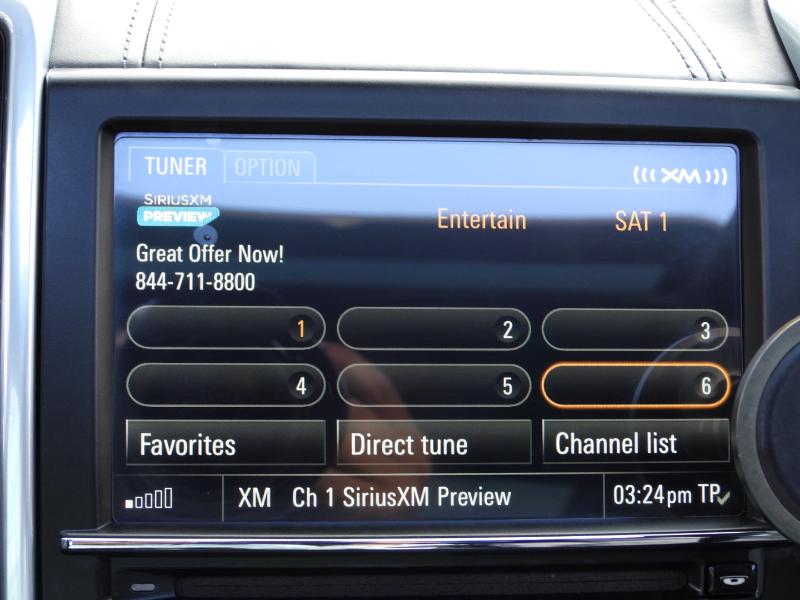 TUNER OPTION
(((XM)))
SIRIUSXM
PREVIEW
Entertain SAT 1
Great Offer Now!
844-711-8800
1 2 3
4 5 6
Favorites Direct tune Channel list
XM Ch 1 SiriusXM Preview 03:24pm TP